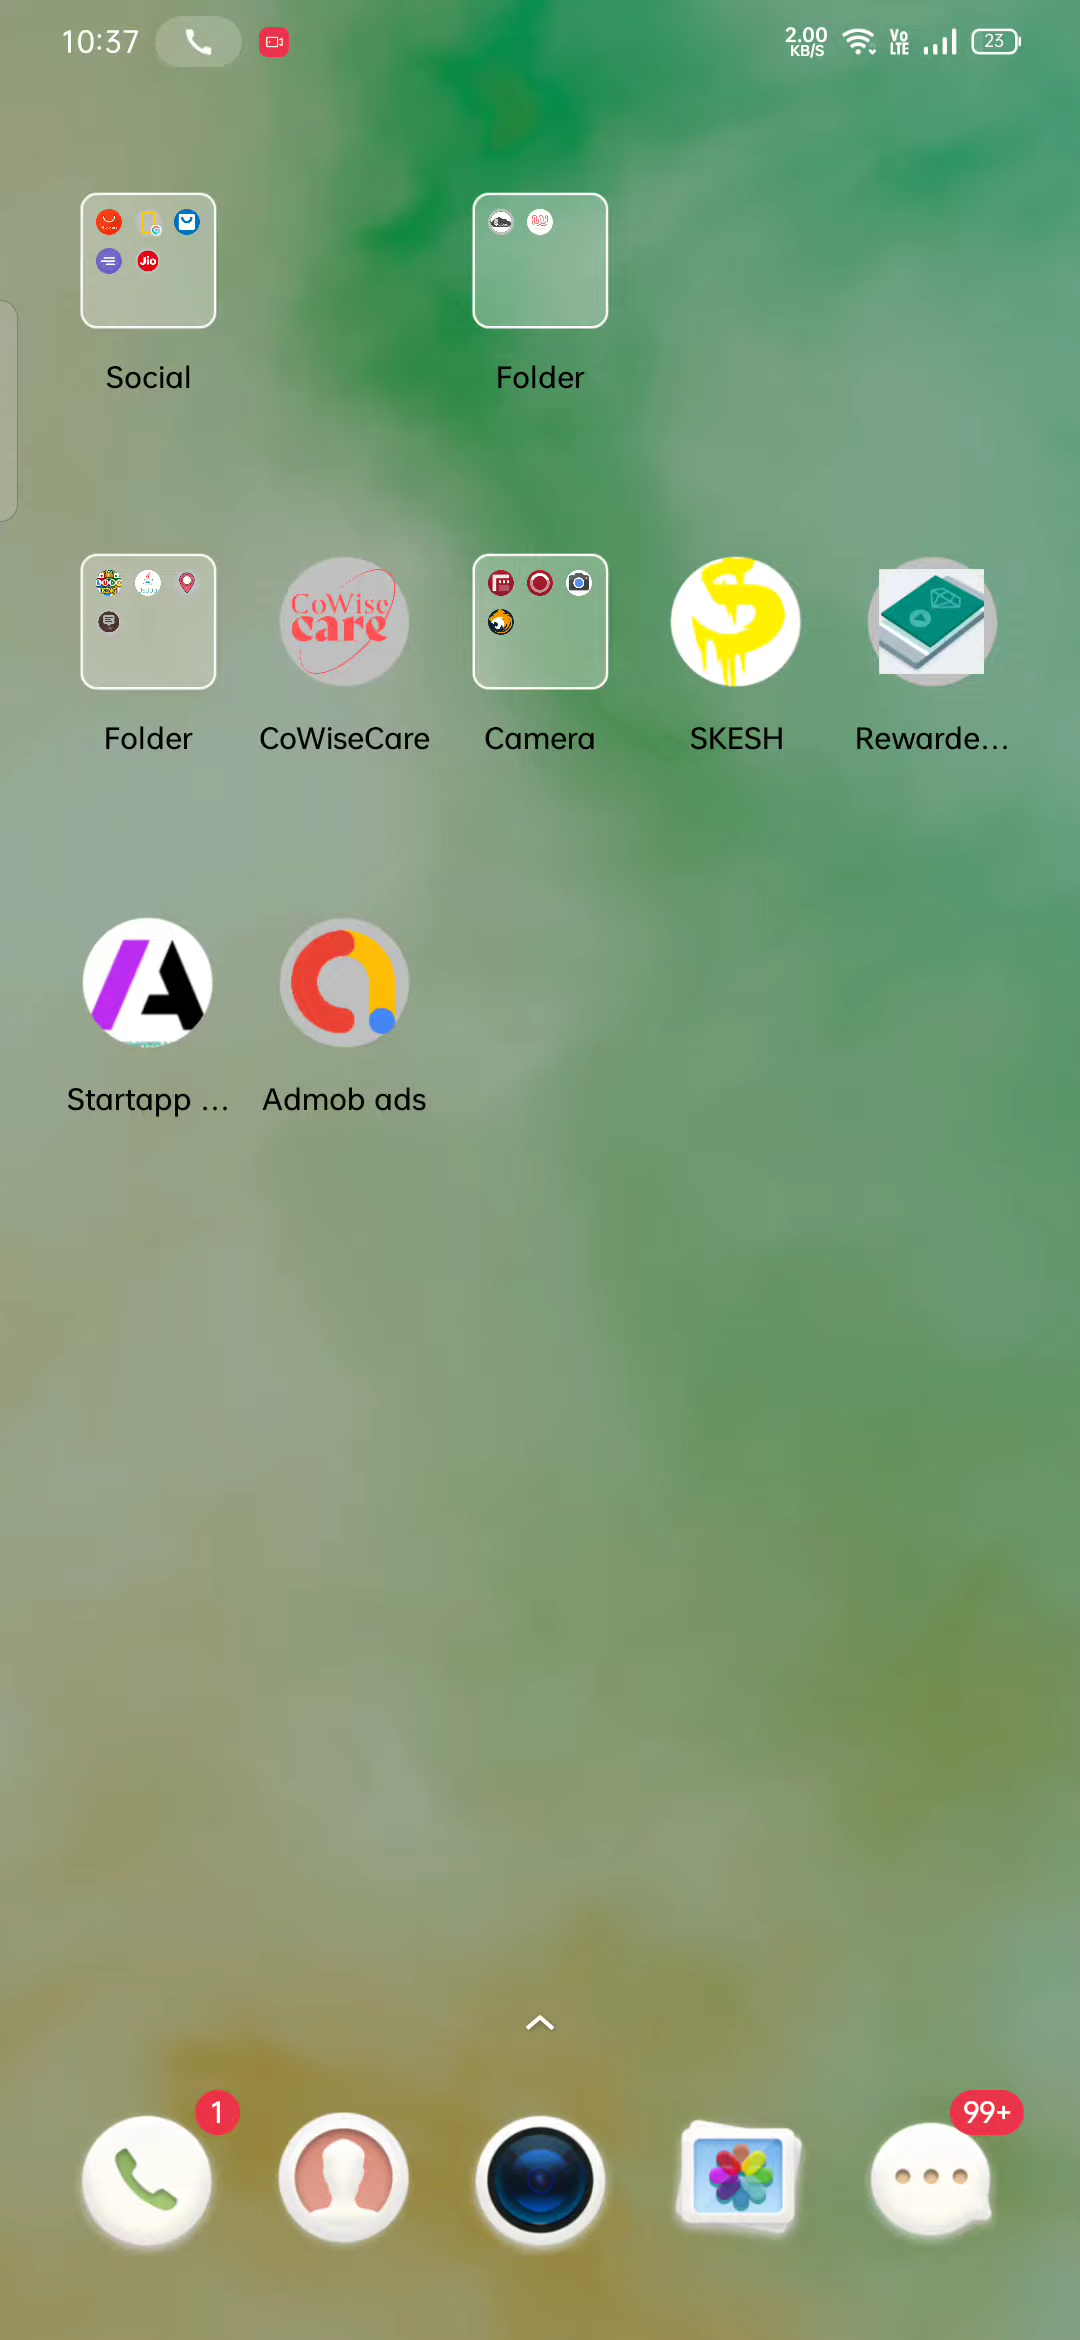 10:37
2.00
KB/S
Vo
LTE
23
Jio
Social
Folder
CoWise
care
Folder
CoWiseCare
Camera
SKESH
Rewarde...
Startapp ...
Admob ads
1
99+